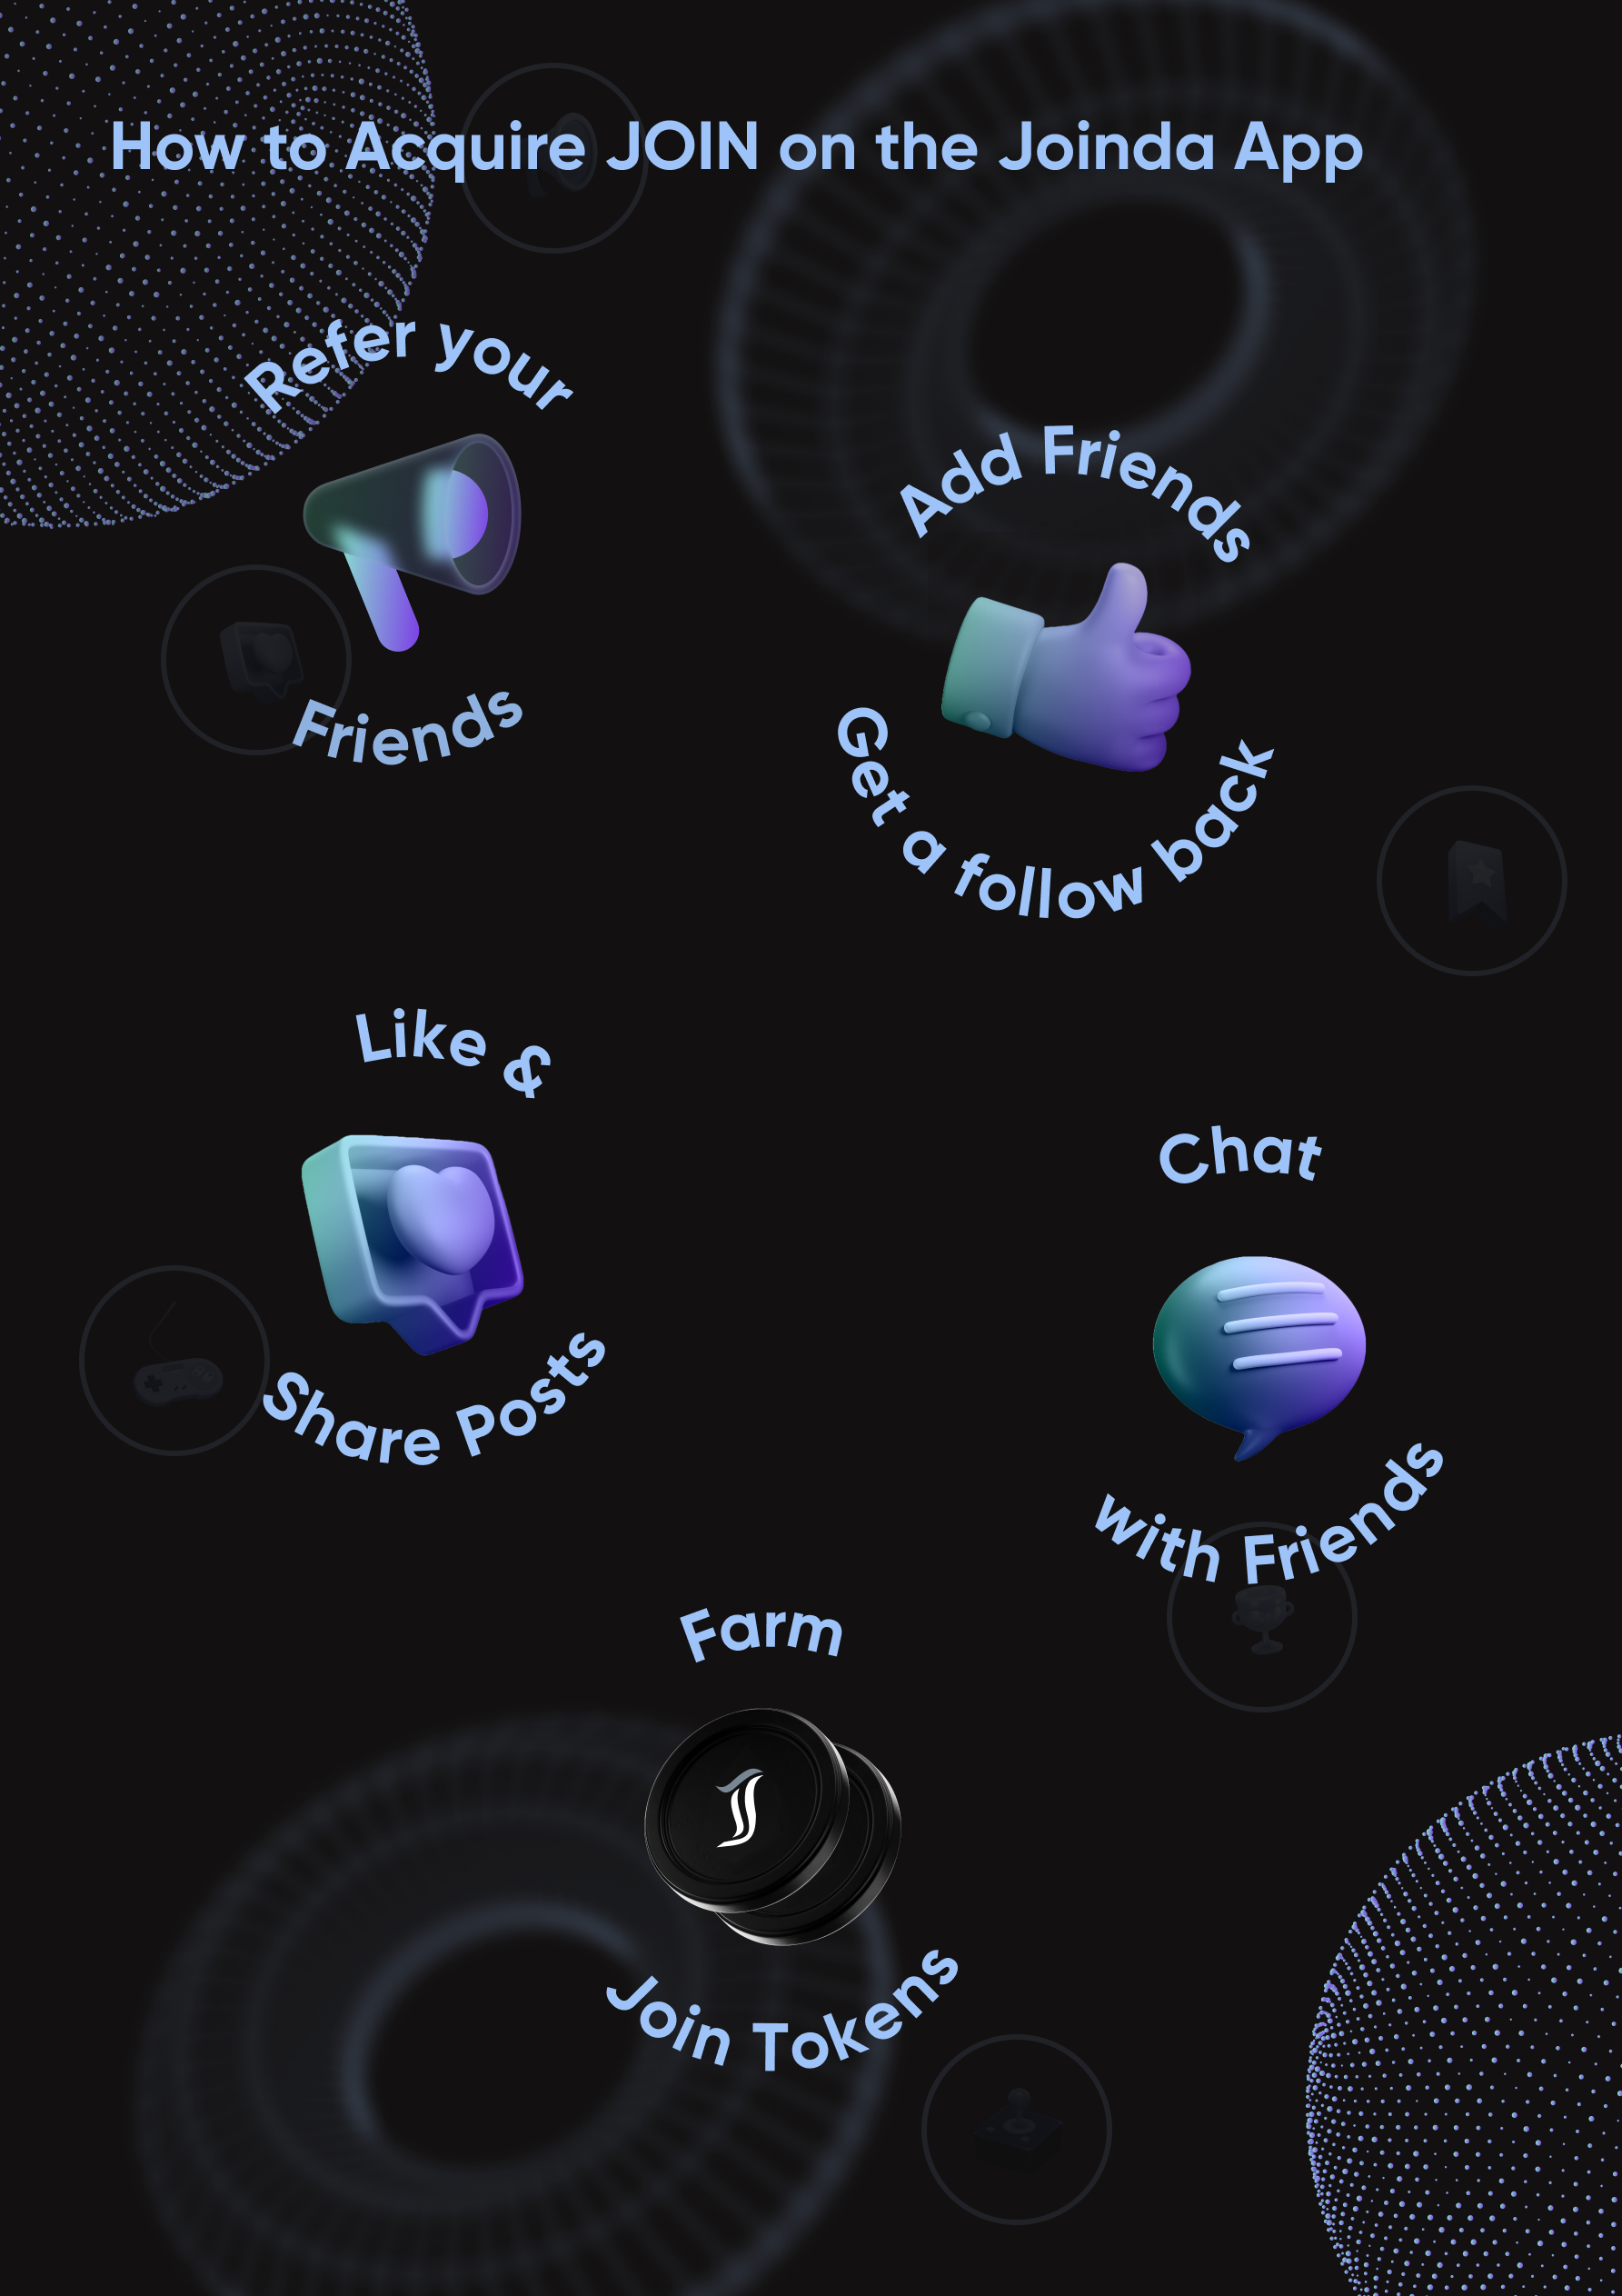 How to Acquire JOIN on the Joinda App
Refer your
Friends
Add Friends
Get a follow back
Like &
Share Posts
Chat
with Friends
Farm
Join Tokens